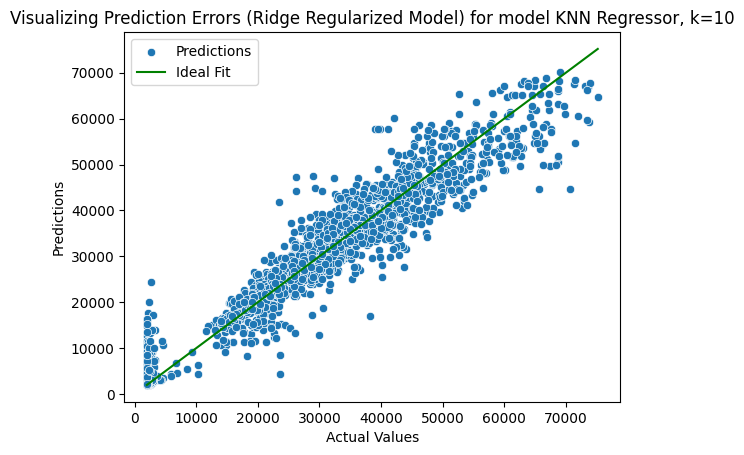 Visualizing Prediction Errors (Ridge Regularized Model) for model KNN Regressor, k=10
Predictions
Ideal Fit
70000
60000
50000
40000
30000
20000
10000
0
Predictions
0 10000 20000 30000 40000 50000 60000 70000
Actual Values